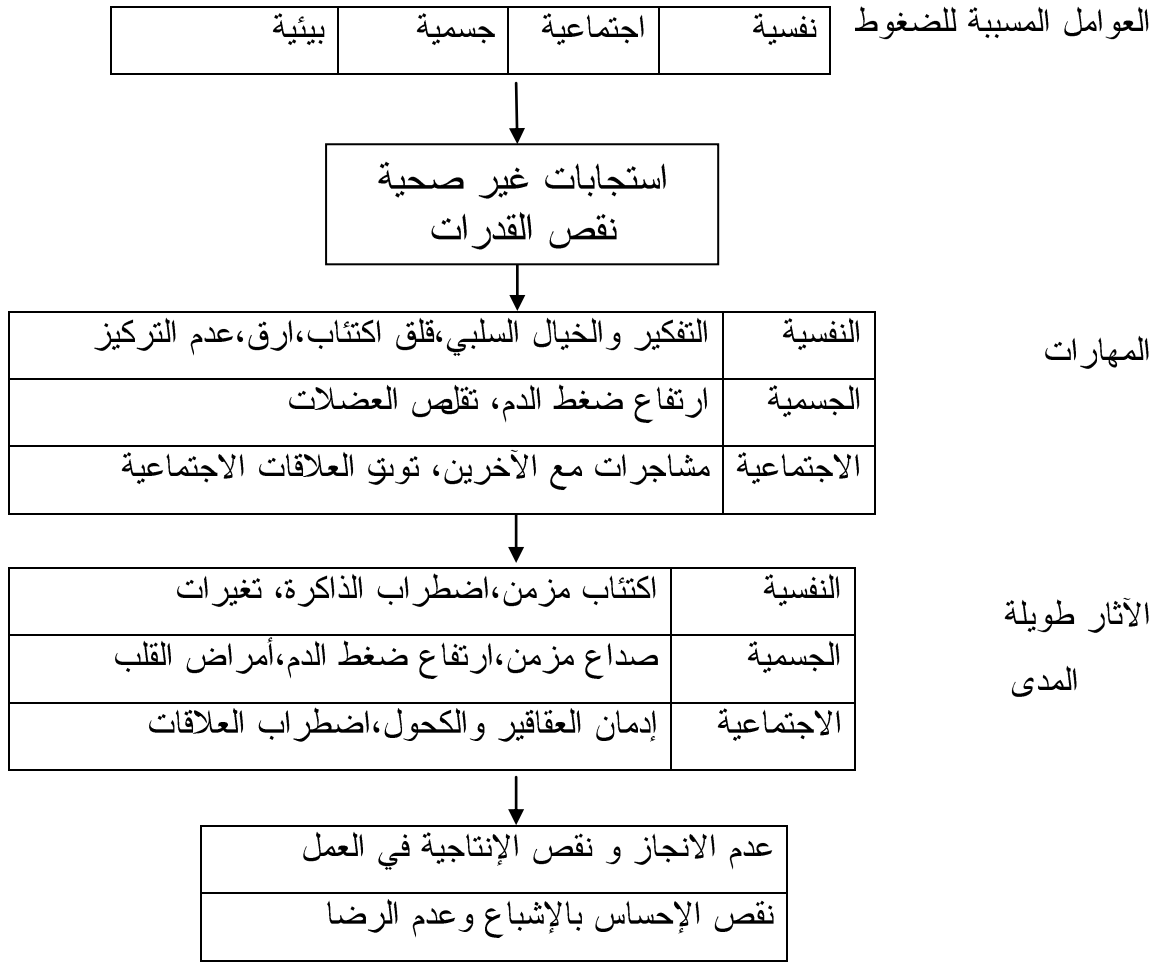 العوامل المسببة للضغوط
نفسية اجتماعية جسمية بيئية
استجابات غير صحية
نقص القدرات
المهارات
النفسية التفكير والخيال السلبي،قلق اكتئاب،ارق،عدم التركيز
الجسمية ارتفاع ضغط الدم، تقلص العضلات
الاجتماعية مشاجرات مع الآخرين، العلاقات الاجتماعية
الآثار طويلة
المدى
النفسية اكتئاب مزمن،اضطراب الذاكرة، تغيرات
الجسمية صداع مزمن،ارتفاع ضغط الدم،أمراض القلب
الاجتماعية إدمان العقاقير والكحول،اضطراب العلاقات
عدم الانجاز و نقص الإنتاجية في العمل
نقص الإحساس بالإشباع وعدم الرضا